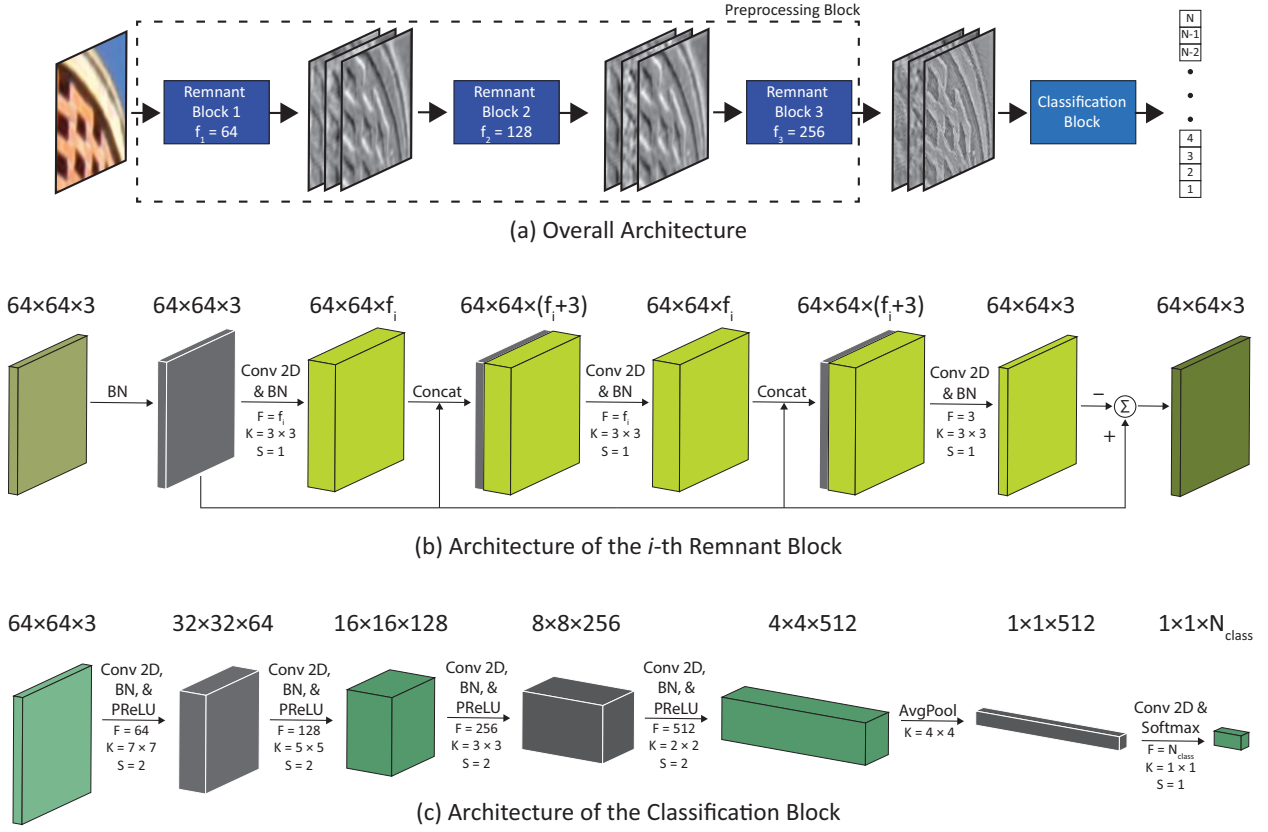 Preprocessing Block
Remnant
Block 1
f₁ = 64
Remnant
Block 2
f₂ = 128
Remnant
Block 3
f₃ = 256
Classification
Block
N
N-1
N-2
4
3
2
1
(a) Overall Architecture
64×64×3
64×64×3
64×64×fᵢ
64×64×(fᵢ+3)
64×64×fᵢ
64×64×(fᵢ+3)
64×64×3
64×64×3
BN
Conv 2D
& BN
F = fᵢ
K = 3 × 3
S = 1
Concat
Conv 2D
& BN
F = fᵢ
K = 3 × 3
S = 1
Concat
Conv 2D
& BN
F = 3
K = 3 × 3
S = 1
−
Σ
+
(b) Architecture of the i-th Remnant Block
64×64×3
32×32×64
16×16×128
8×8×256
4×4×512
1×1×512
1×1×N_class
Conv 2D,
BN, &
PReLU
F = 64
K = 7 × 7
S = 2
Conv 2D,
BN, &
PReLU
F = 128
K = 5 × 5
S = 2
Conv 2D,
BN, &
PReLU
F = 256
K = 3 × 3
S = 2
Conv 2D,
BN, &
PReLU
F = 512
K = 2 × 2
S = 2
AvgPool
K = 4 × 4
Conv 2D &
Softmax
F = N_class
K = 1 × 1
S = 1
(c) Architecture of the Classification Block